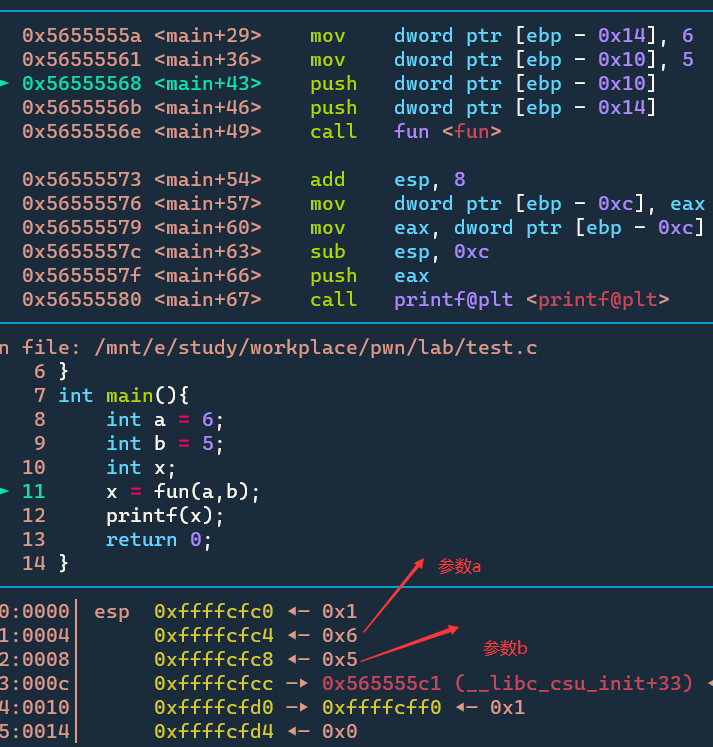 0x5655555a <main+29> mov dword ptr [ebp - 0x14], 6
0x56555561 <main+36> mov dword ptr [ebp - 0x10], 5
► 0x56555568 <main+43> push dword ptr [ebp - 0x10]
0x5655556b <main+46> push dword ptr [ebp - 0x14]
0x5655556e <main+49> call fun <fun>
0x56555573 <main+54> add esp, 8
0x56555576 <main+57> mov dword ptr [ebp - 0xc], eax
0x56555579 <main+60> mov eax, dword ptr [ebp - 0xc]
0x5655557c <main+63> sub esp, 0xc
0x5655557f <main+66> push eax
0x56555580 <main+67> call printf@plt <printf@plt>
n file: /mnt/e/study/workplace/pwn/lab/test.c
6 }
7 int main(){
8 int a = 6;
9 int b = 5;
10 int x;
► 11 x = fun(a,b);
12 printf(x);
13 return 0;
14 }
参数a
0:0000│ esp 0xffffcfc0 ◂— 0x1
1:0004│ 0xffffcfc4 ◂— 0x6
参数b
2:0008│ 0xffffcfc8 ◂— 0x5
3:000c│ 0xffffcfcc —▸ 0x565555c1 (__libc_csu_init+33) ◂
4:0010│ 0xffffcfd0 —▸ 0xffffcff0 ◂— 0x1
5:0014│ 0xffffcfd4 ◂— 0x0